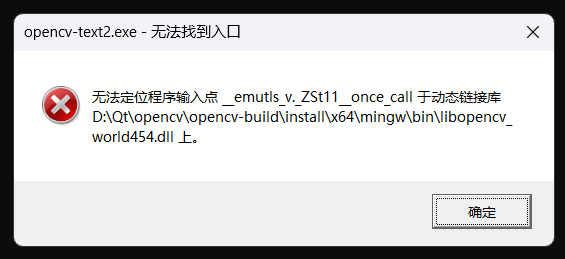 opencv-text2.exe - 无法找到入口
无法定位程序输入点 __emutls_v._ZSt11__once_call 于动态链接库
D:\Qt\opencv\opencv-build\install\x64\mingw\bin\libopencv_
world454.dll 上。
确定